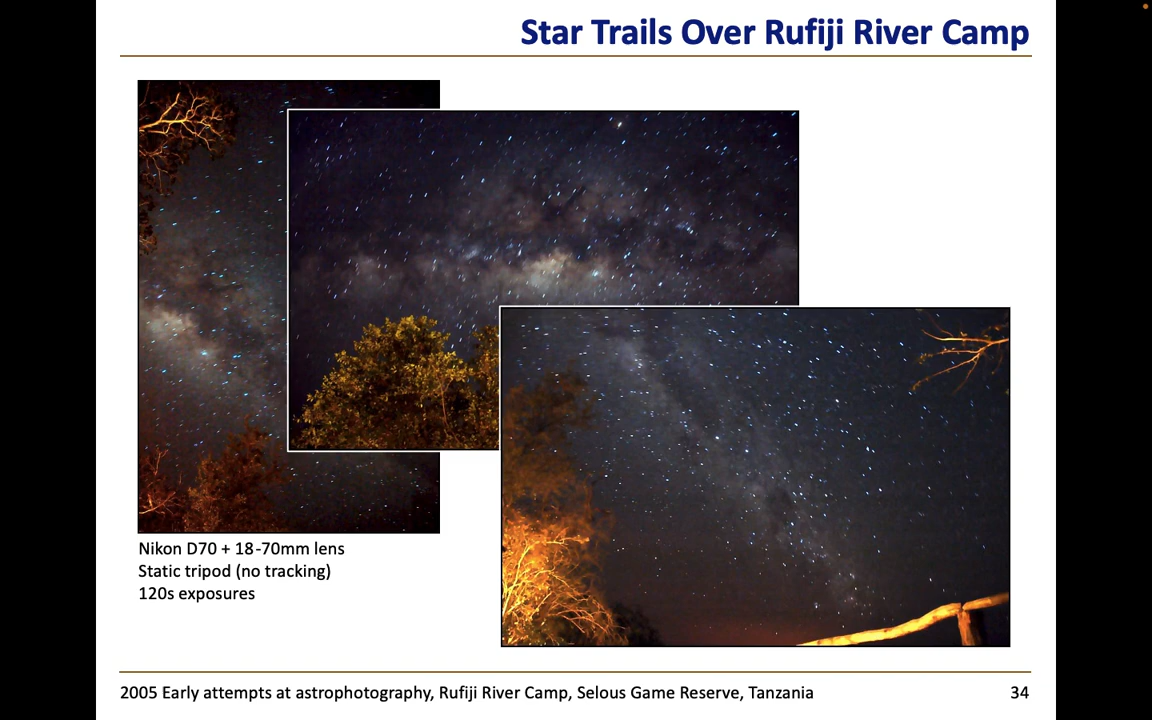 Star Trails Over Rufiji River Camp
Nikon D70 + 18-70mm lens
Static tripod (no tracking)
120s exposures
2005 Early attempts at astrophotography, Rufiji River Camp, Selous Game Reserve, Tanzania
34